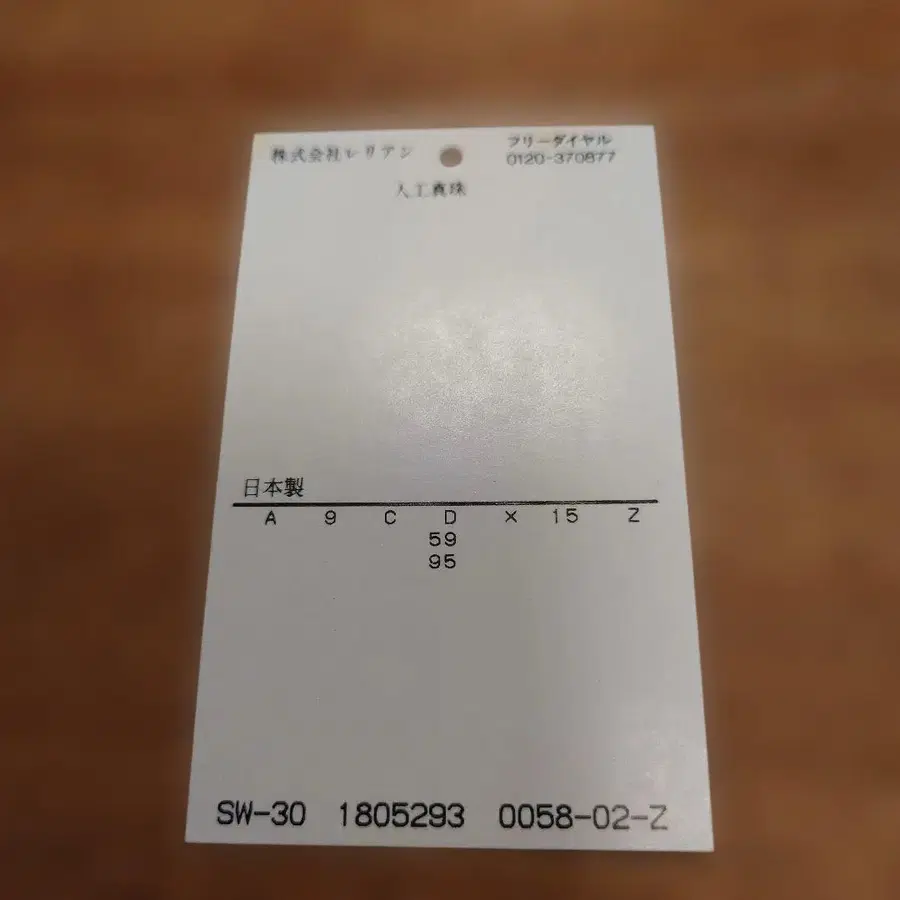 株式会社レリアン
フリーダイヤル
0120-370877
人工真珠
日本製
A 9 C D X 15 Z
59
95
SW-30 1805293 0058-02-Z